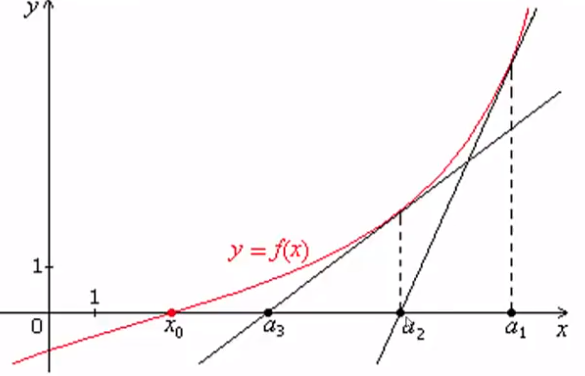 y
y = f(x)
1
1
0
x₀
a₃
a₂
a₁
x